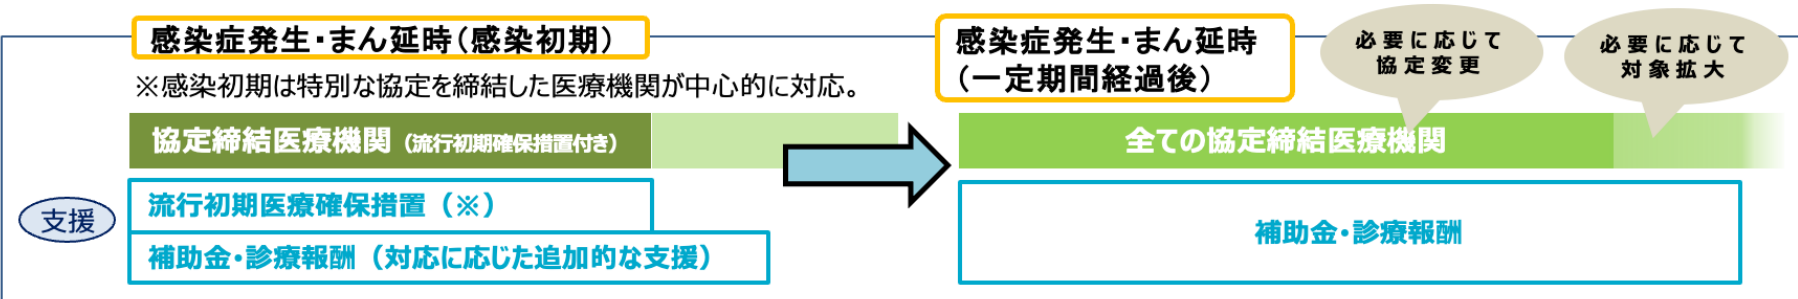 感染症発生・まん延時(感染初期)
※感染初期は特別な協定を締結した医療機関が中心的に対応。
協定締結医療機関(流行初期確保措置付き)
支援
流行初期医療確保措置(※)
補助金・診療報酬(対応に応じた追加的な支援)
感染症発生・まん延時
(一定期間経過後)
必要に応じて
協定変更
必要に応じて
対象拡大
全ての協定締結医療機関
補助金・診療報酬